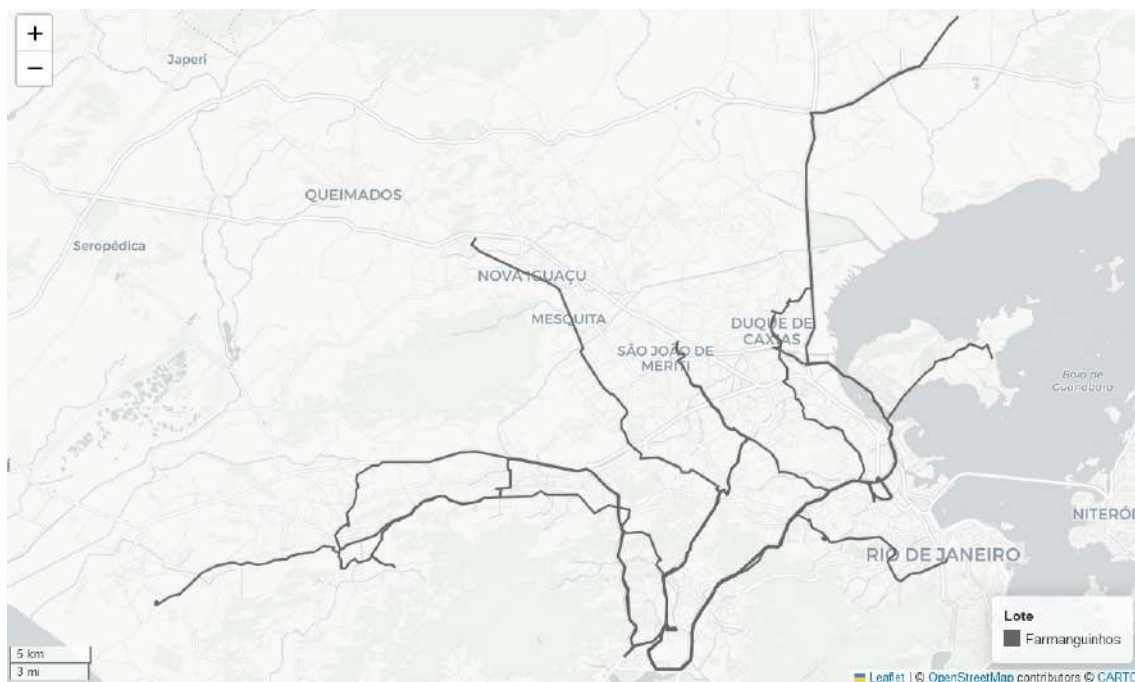 +
−
Japeri
QUEIMADOS
Seropédica
NOVA IGUAÇU
MESQUITA
DUQUE DE
CAXIAS
SÃO JOÃO DE
MERITI
Baía de
Guanabara
NITERÓI
RIO DE JANEIRO
Lote
Farmanguinhos
5 km
3 mi
Leaflet | © OpenStreetMap contributors © CARTO